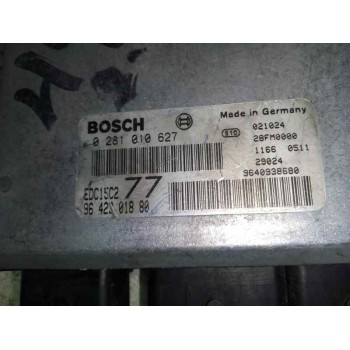 BOSCH
Made in Germany
0 281 010 627
S10
021024
28FM0000
1166 0511
29024
9640938680
EDC15C2 77
96 423 018 80